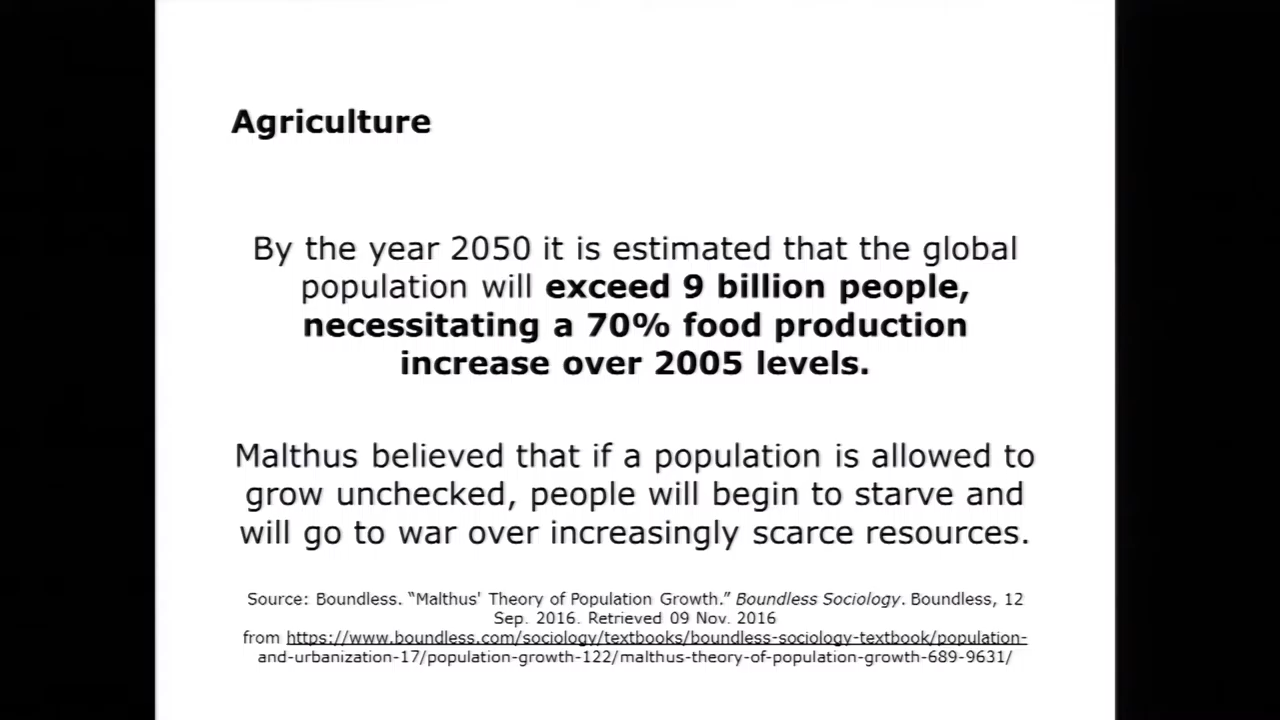 Agriculture
By the year 2050 it is estimated that the global
population will exceed 9 billion people,
necessitating a 70% food production
increase over 2005 levels.
Malthus believed that if a population is allowed to
grow unchecked, people will begin to starve and
will go to war over increasingly scarce resources.
Source: Boundless. “Malthus' Theory of Population Growth.” Boundless Sociology. Boundless, 12
Sep. 2016. Retrieved 09 Nov. 2016
from https://www.boundless.com/sociology/textbooks/boundless-sociology-textbook/population-
and-urbanization-17/population-growth-122/malthus-theory-of-population-growth-689-9631/